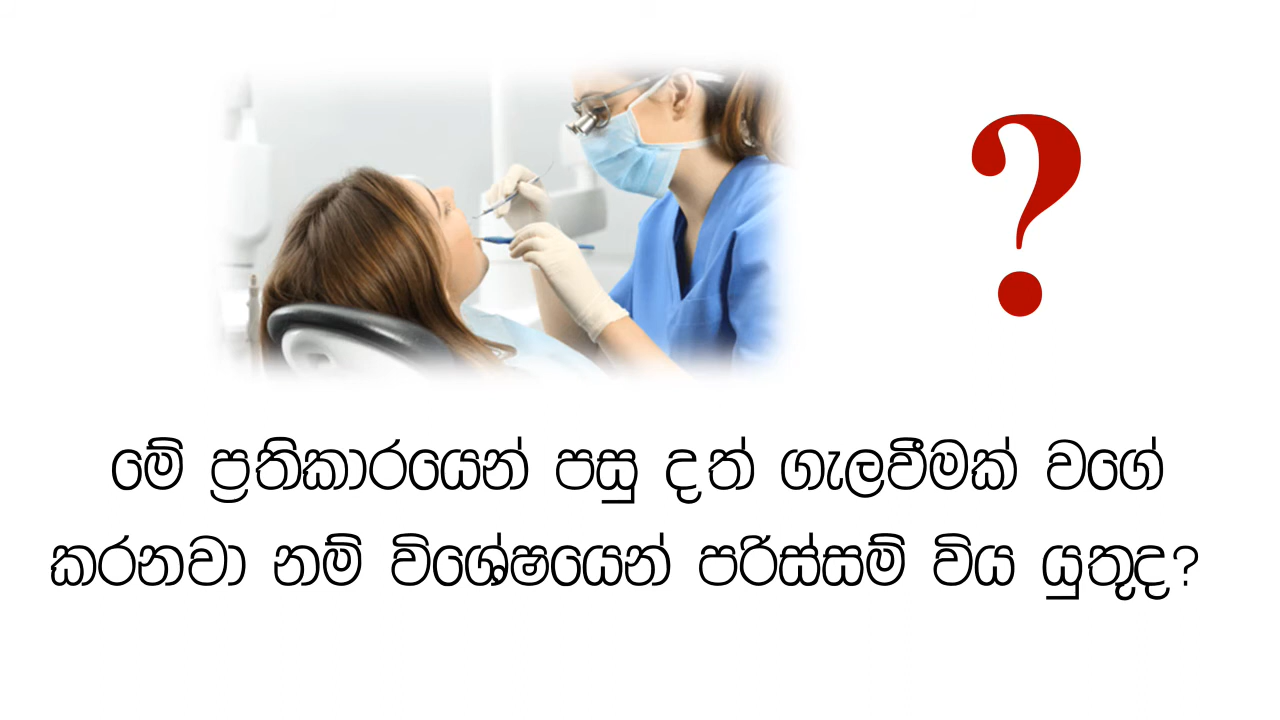 ?
මේ ප්‍රතිකාරයෙන් පසු දත් ගැලවීමක් වගේ
කරනවා නම් විශේෂයෙන් පරිස්සම් විය යුතුද?